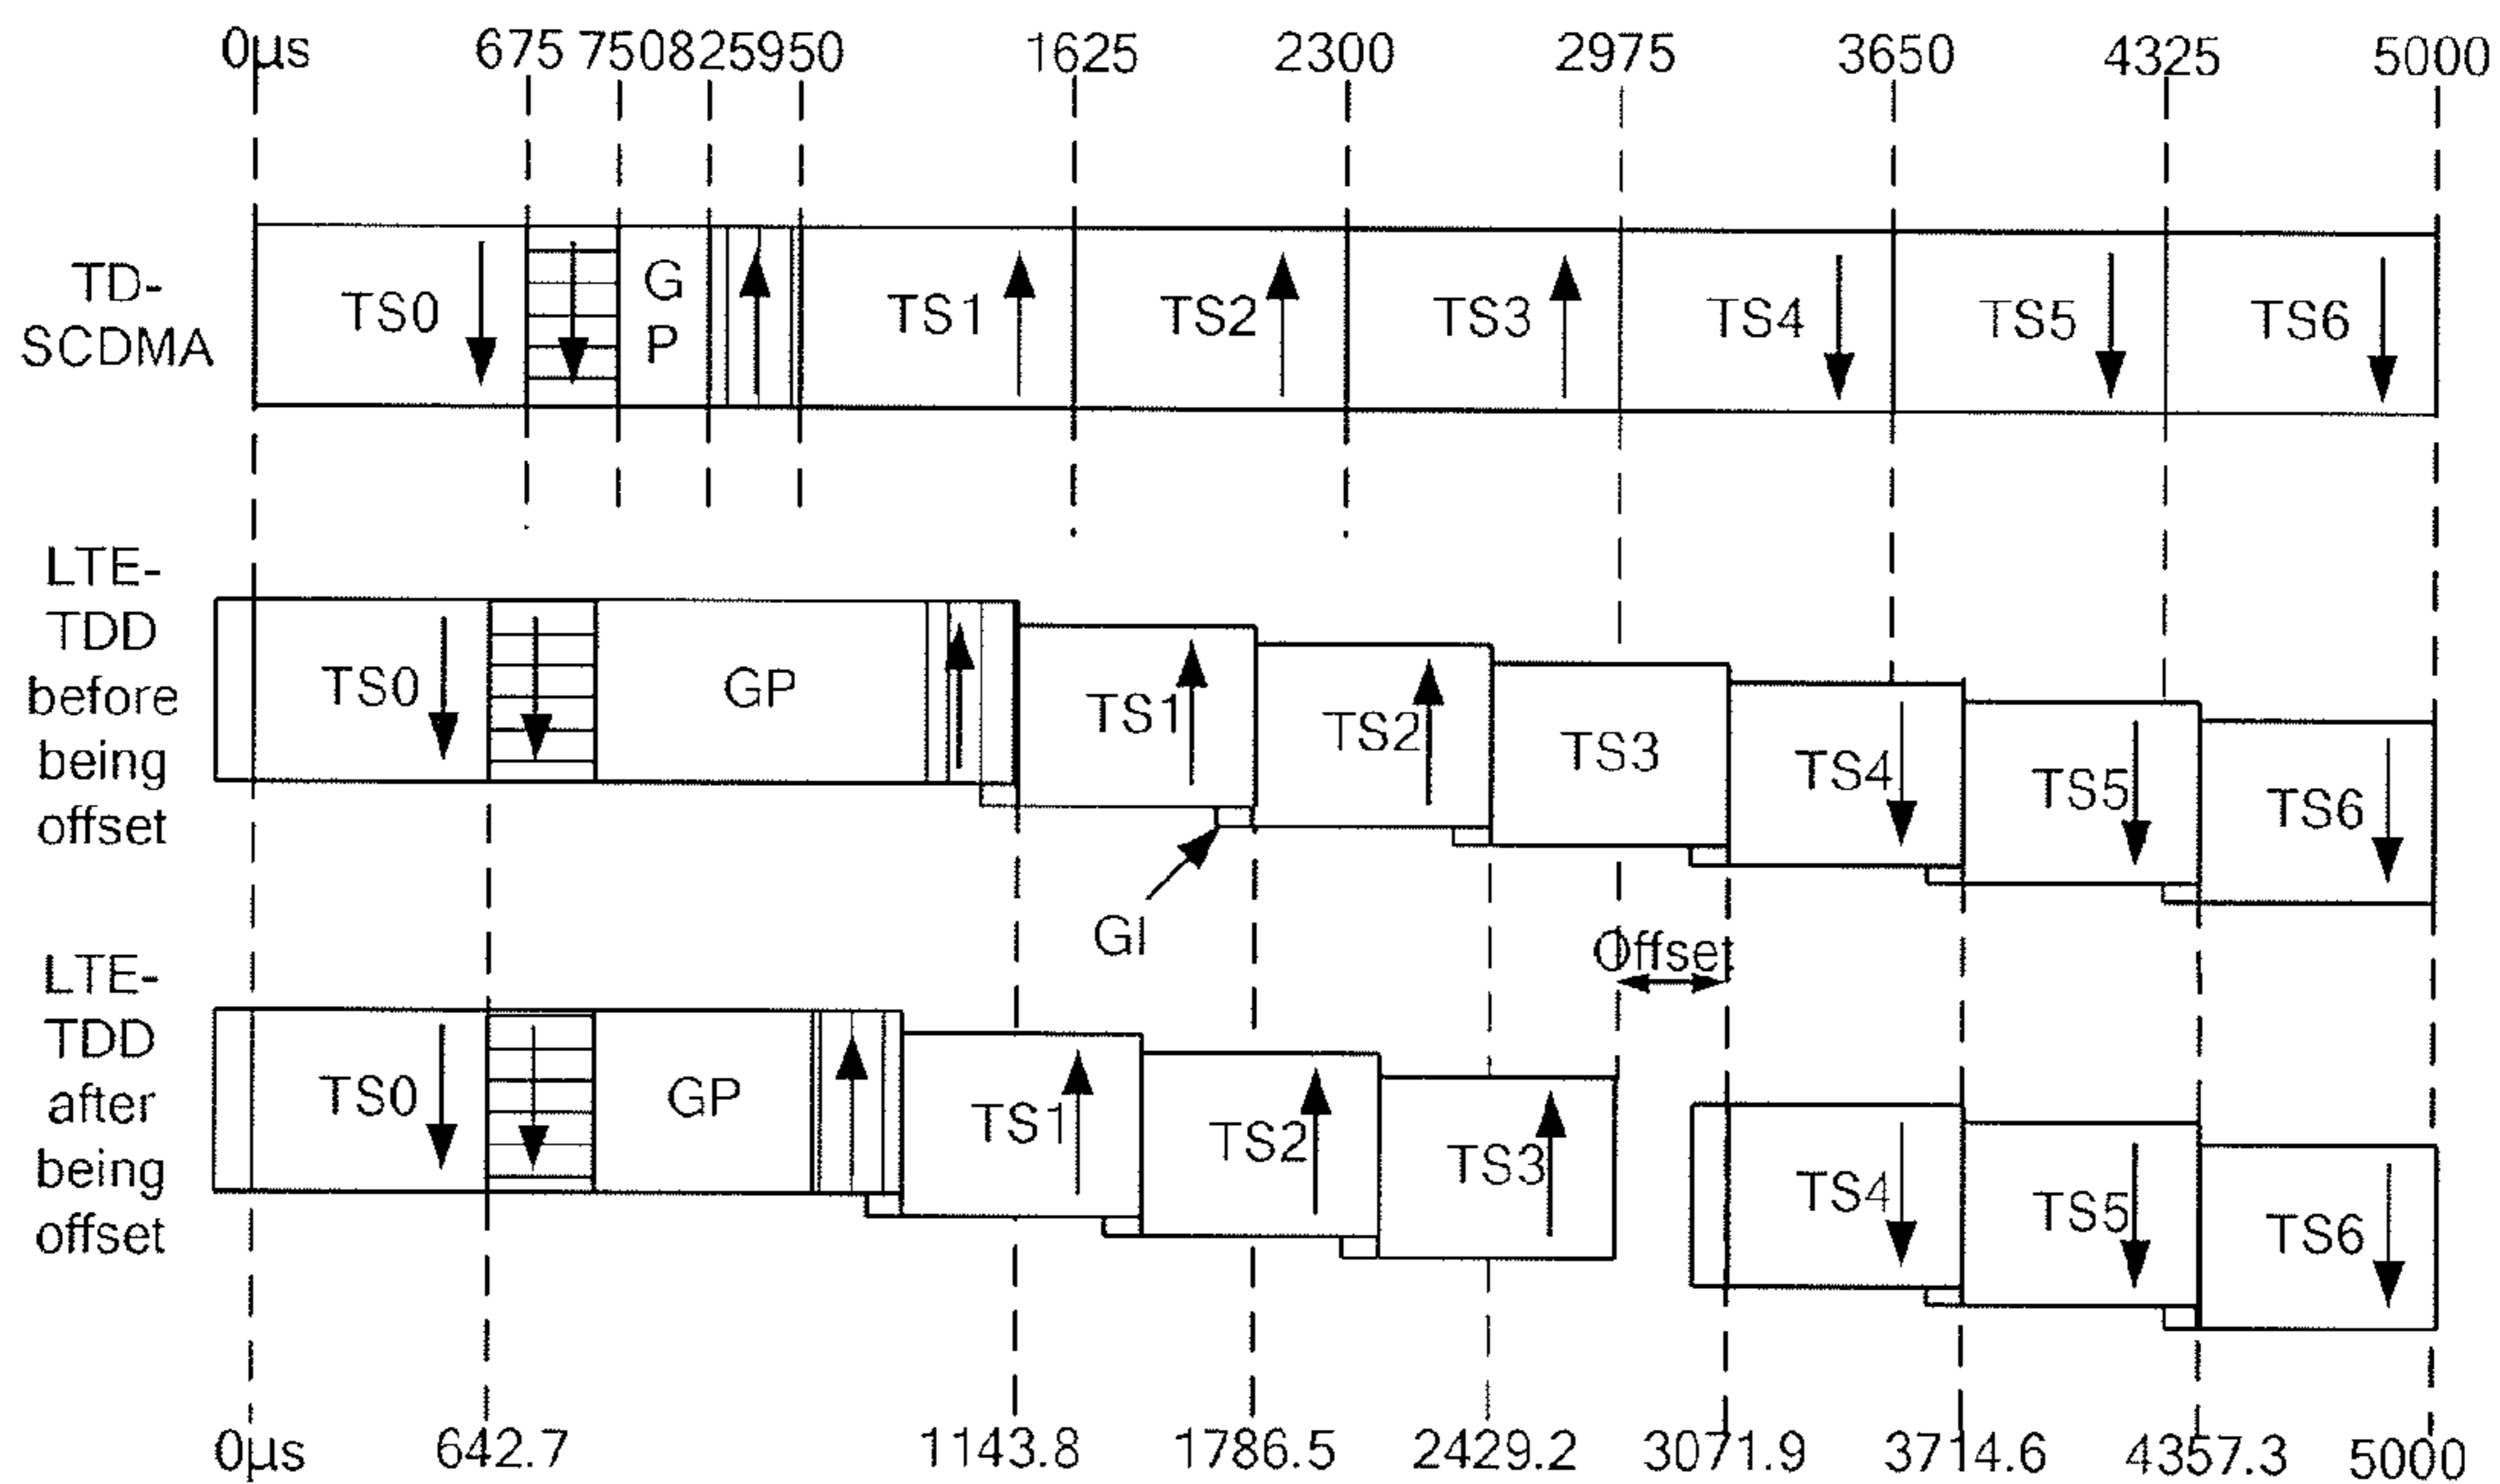 0µs 675 750 825 950 1625 2300 2975 3650 4325 5000
TD-
SCDMA
TS0 G
P TS1 TS2 TS3 TS4 TS5 TS6
LTE-
TDD
before
being
offset
TS0 GP TS1 TS2 TS3 TS4 TS5 TS6
GI
Offset
LTE-
TDD
after
being
offset
TS0 GP TS1 TS2 TS3 TS4 TS5 TS6
0µs 642.7 1143.8 1786.5 2429.2 3071.9 3714.6 4357.3 5000